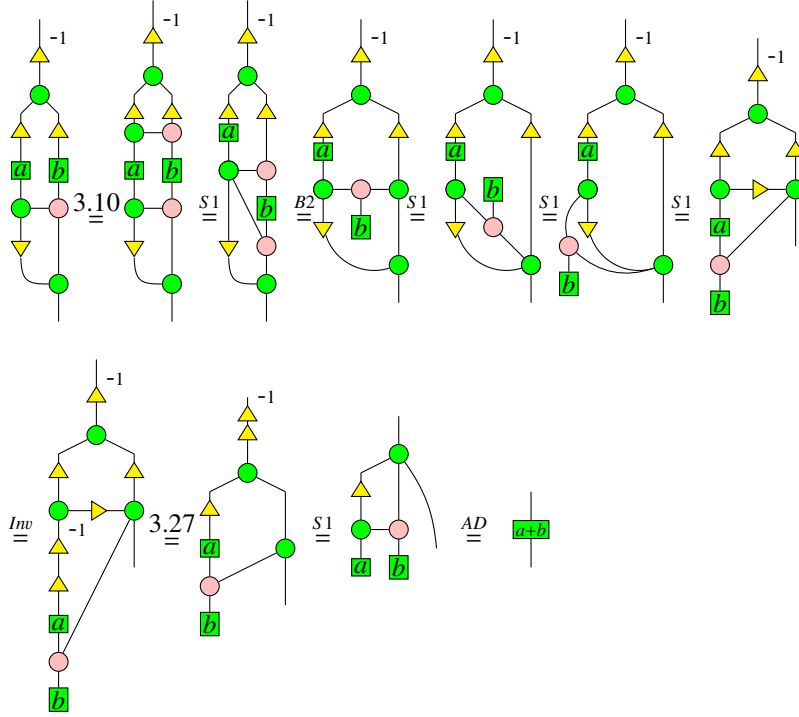 -1 -1 -1 -1 -1 -1 -1
a b 3.10 = a b S1 = a b B2 = a b S1 = a b S1 = a b S1 = a b
-1 -1
Inv = -1 a b 3.27 = a b S1 = a b AD = a+b